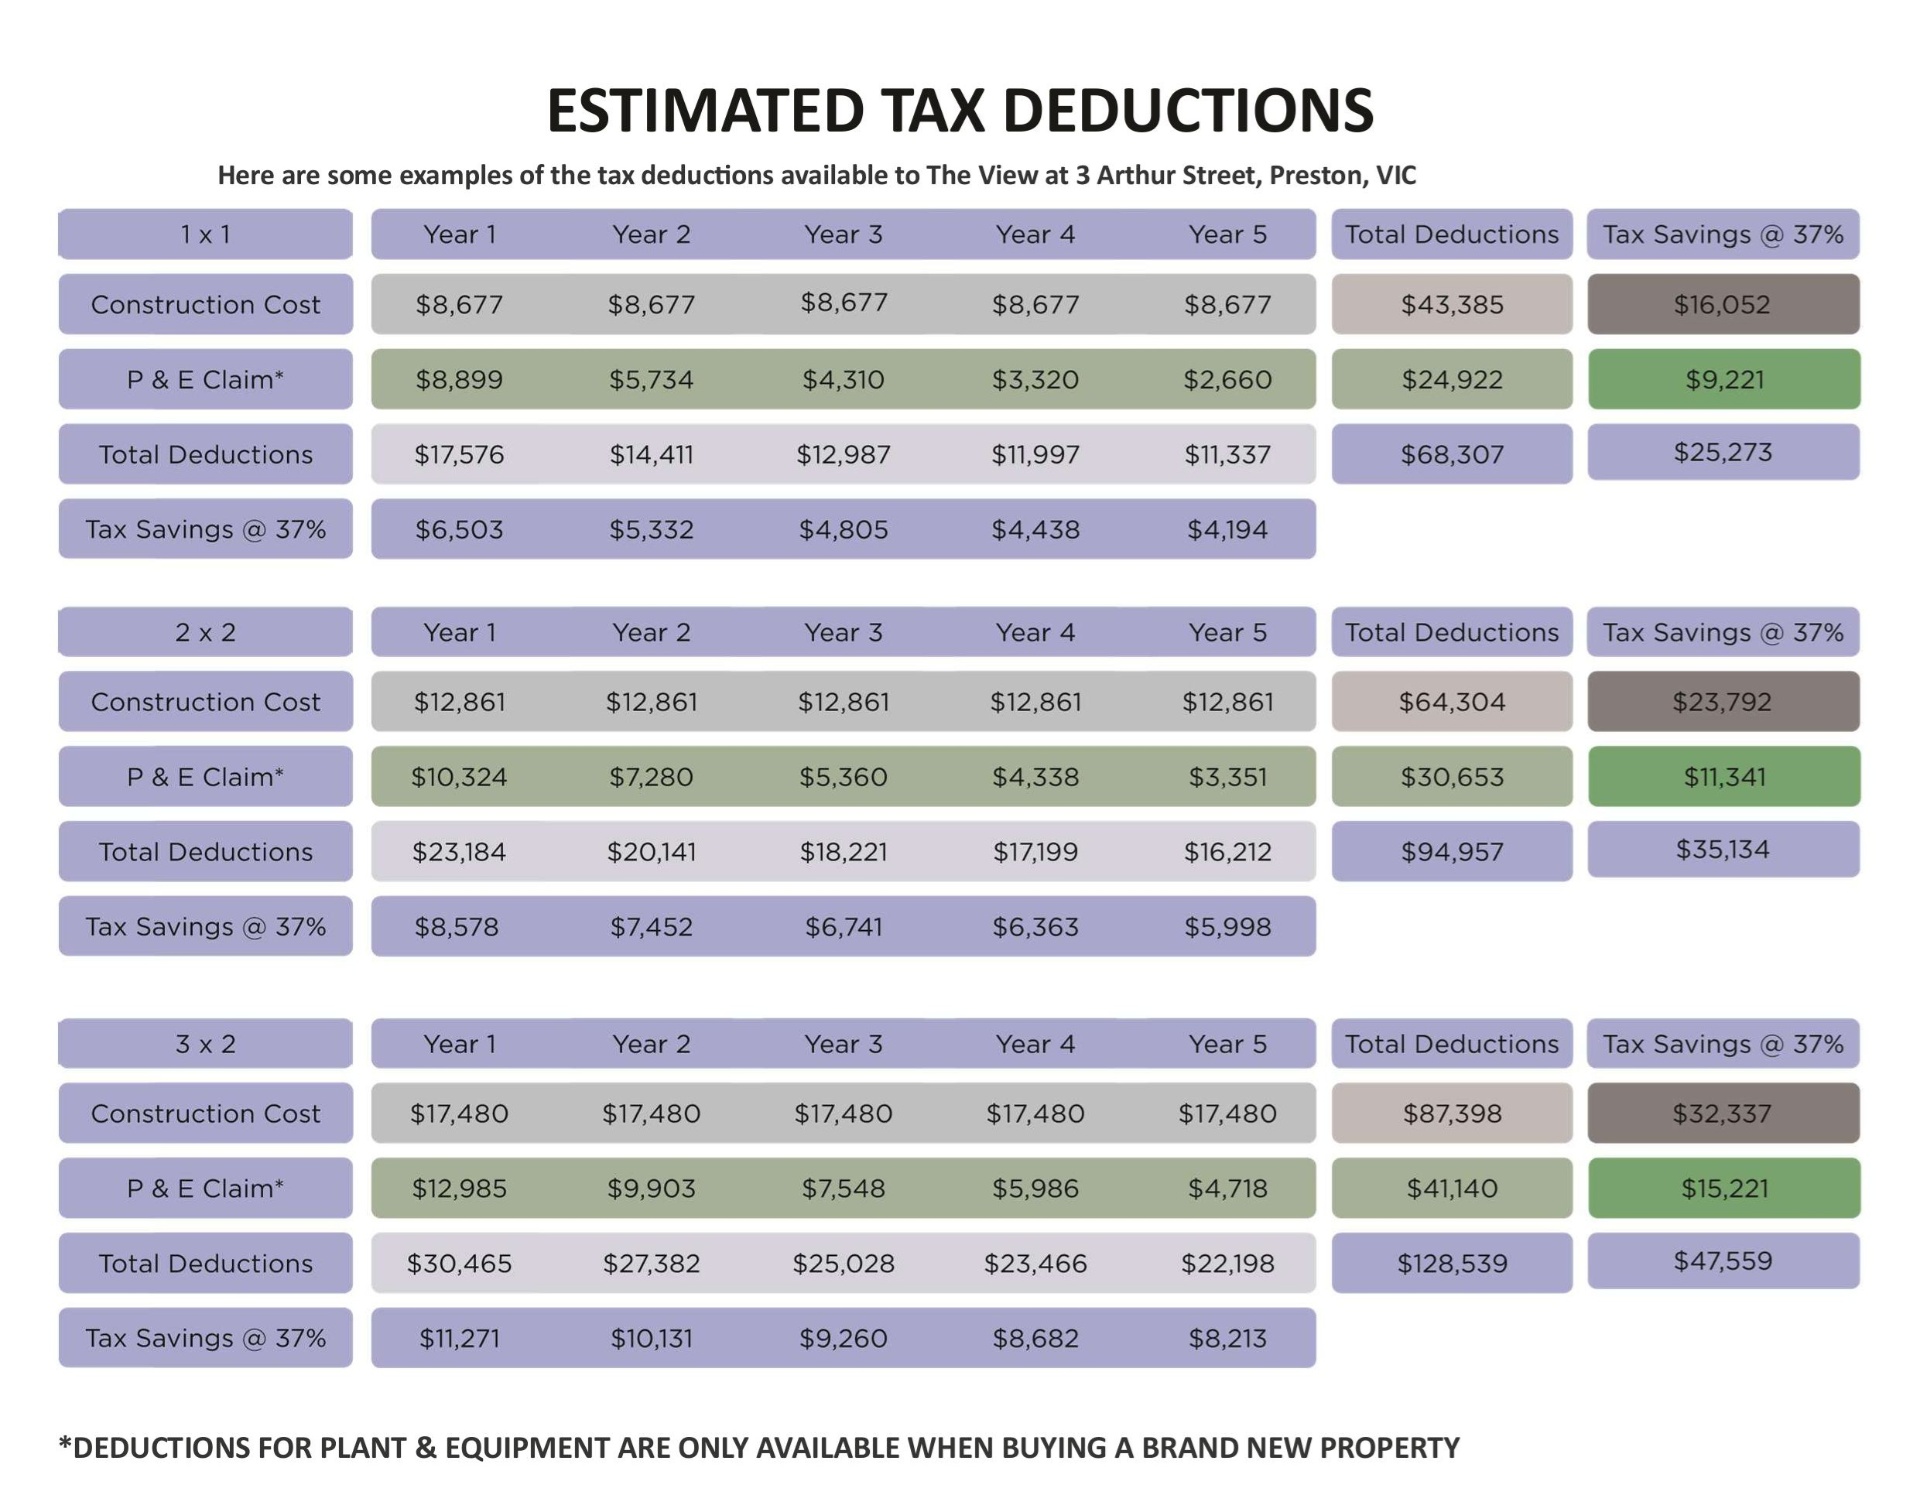 ESTIMATED TAX DEDUCTIONS
Here are some examples of the tax deductions available to The View at 3 Arthur Street, Preston, VIC
1 x 1 Year 1 Year 2 Year 3 Year 4 Year 5 Total Deductions Tax Savings @ 37%
Construction Cost $8,677 $8,677 $8,677 $8,677 $8,677 $43,385 $16,052
P & E Claim* $8,899 $5,734 $4,310 $3,320 $2,660 $24,922 $9,221
Total Deductions $17,576 $14,411 $12,987 $11,997 $11,337 $68,307 $25,273
Tax Savings @ 37% $6,503 $5,332 $4,805 $4,438 $4,194
2 x 2 Year 1 Year 2 Year 3 Year 4 Year 5 Total Deductions Tax Savings @ 37%
Construction Cost $12,861 $12,861 $12,861 $12,861 $12,861 $64,304 $23,792
P & E Claim* $10,324 $7,280 $5,360 $4,338 $3,351 $30,653 $11,341
Total Deductions $23,184 $20,141 $18,221 $17,199 $16,212 $94,957 $35,134
Tax Savings @ 37% $8,578 $7,452 $6,741 $6,363 $5,998
3 x 2 Year 1 Year 2 Year 3 Year 4 Year 5 Total Deductions Tax Savings @ 37%
Construction Cost $17,480 $17,480 $17,480 $17,480 $17,480 $87,398 $32,337
P & E Claim* $12,985 $9,903 $7,548 $5,986 $4,718 $41,140 $15,221
Total Deductions $30,465 $27,382 $25,028 $23,466 $22,198 $128,539 $47,559
Tax Savings @ 37% $11,271 $10,131 $9,260 $8,682 $8,213
*DEDUCTIONS FOR PLANT & EQUIPMENT ARE ONLY AVAILABLE WHEN BUYING A BRAND NEW PROPERTY